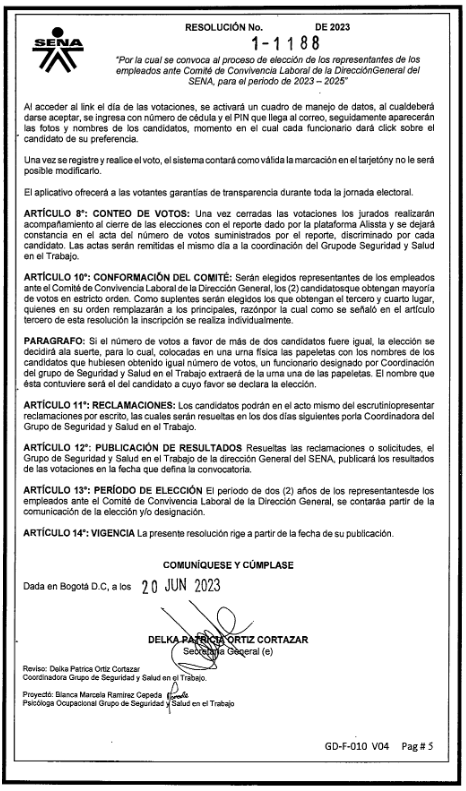 SENA
RESOLUCIÓN No. DE 2023
1-1188
"Por la cual se convoca al proceso de elección de los representantes de los
empleados ante Comité de Convivencia Laboral de la DirecciónGeneral del
SENA, para el periodo de 2023 – 2025"
Al acceder al link el día de las votaciones, se activará un cuadro de manejo de datos, al cualdeberá
darse aceptar, se ingresa con número de cédula y el PIN que llega al correo, seguidamente aparecerán
las fotos y nombres de los candidatos, momento en el cual cada funcionario dará click sobre el
candidato de su preferencia.
Una vez se registre y realice el voto, el sistema contará como válida la marcación en el tarjetóny no le será
posible modificarlo.
El aplicativo ofrecerá a las votantes garantías de transparencia durante toda la jornada electoral.
ARTÍCULO 8°: CONTEO DE VOTOS: Una vez cerradas las votaciones los jurados realizarán
acompañamiento al cierre de las elecciones con el reporte dado por la plataforma Alissta y se dejará
constancia en el acta del número de votos suministrados por el reporte, discriminado por cada
candidato. Las actas serán remitidas el mismo día a la coordinación del Grupode Seguridad y Salud
en el Trabajo.
ARTÍCULO 10°: CONFORMACIÓN DEL COMITÉ: Serán elegidos representantes de los empleados
ante el Comité de Convivencia Laboral de la Dirección General, los (2) candidatosque obtengan mayoría
de votos en estricto orden. Como suplentes serán elegidos los que obtengan el tercero y cuarto lugar,
quienes en su orden remplazarán a los principales, razónpor la cual como se señaló en el artículo
tercero de esta resolución la inscripción se realiza individualmente.
PARAGRAFO: Si el número de votos a favor de más de dos candidatos fuere igual, la elección se
decidirá ala suerte, para lo cual, colocadas en una urna física las papeletas con los nombres de los
candidatos que hubiesen obtenido igual número de votos, un funcionario designado por Coordinación
del grupo de Seguridad y Salud en el Trabajo extraerá de la urna una de las papeletas. El nombre que
ésta contuviere será el del candidato a cuyo favor se declara la elección.
ARTÍCULO 11°: RECLAMACIONES: Los candidatos podrán en el acto mismo del escrutiniopresentar
reclamaciones por escrito, las cuales serán resueltas en los dos días siguientes porla Coordinadora del
Grupo de Seguridad y Salud en el Trabajo.
ARTÍCULO 12°: PUBLICACIÓN DE RESULTADOS Resueltas las reclamaciones o solicitudes, el
Grupo de Seguridad y Salud en el Trabajo de la dirección General del SENA, publicará los resultados
de las votaciones en la fecha que defina la convocatoria.
ARTÍCULO 13°: PERÍODO DE ELECCIÓN El periodo de dos (2) años de los representantesde los
empleados ante el Comité de Convivencia Laboral de la Dirección General, se contaráa partir de la
comunicación de la elección y/o designación.
ARTÍCULO 14°: VIGENCIA La presente resolución rige a partir de la fecha de su publicación.
COMUNÍQUESE Y CÚMPLASE
Dada en Bogotá D.C, a los 20 JUN 2023
DELKA PATRICIA ORTIZ CORTAZAR
Secretaria General (e)
Reviso: Delka Patrica Ortiz Cortazar
Coordinadora Grupo de Seguridad y Salud en el Trabajo.
Proyectó: Blanca Marcela Ramírez Cepeda
Psicóloga Ocupacional Grupo de Seguridad y Salud en el Trabajo
GD-F-010 V04 Pag # 5